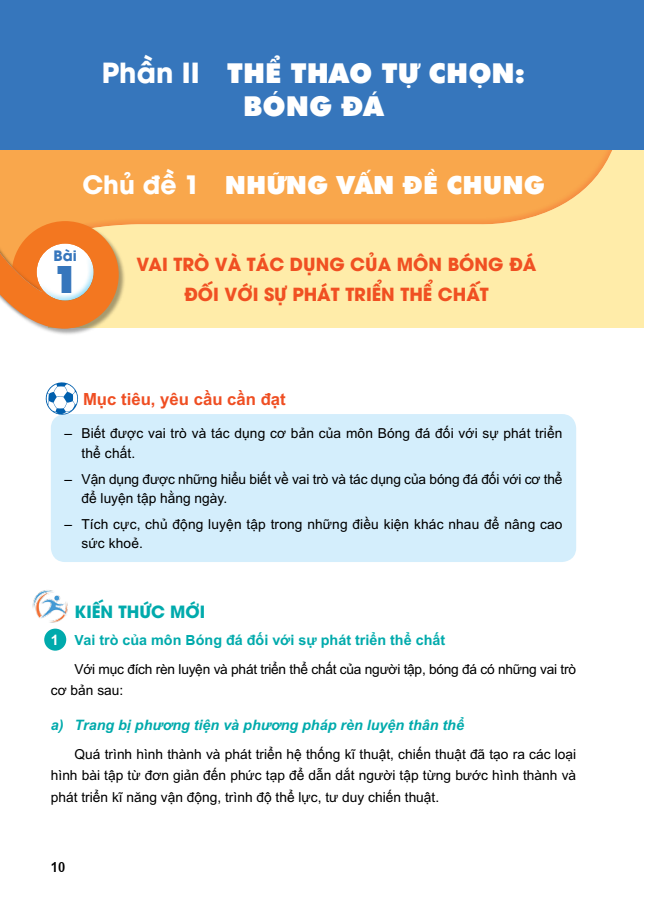 Phần II THỂ THAO TỰ CHỌN:
BÓNG ĐÁ
Chủ đề 1 NHỮNG VẤN ĐỀ CHUNG
Bài
1
VAI TRÒ VÀ TÁC DỤNG CỦA MÔN BÓNG ĐÁ
ĐỐI VỚI SỰ PHÁT TRIỂN THỂ CHẤT
Mục tiêu, yêu cầu cần đạt
– Biết được vai trò và tác dụng cơ bản của môn Bóng đá đối với sự phát triển
thể chất.
– Vận dụng được những hiểu biết về vai trò và tác dụng của bóng đá đối với cơ thể
để luyện tập hằng ngày.
– Tích cực, chủ động luyện tập trong những điều kiện khác nhau để nâng cao
sức khoẻ.
KIẾN THỨC MỚI
1 Vai trò của môn Bóng đá đối với sự phát triển thể chất
Với mục đích rèn luyện và phát triển thể chất của người tập, bóng đá có những vai trò
cơ bản sau:
a) Trang bị phương tiện và phương pháp rèn luyện thân thể
Quá trình hình thành và phát triển hệ thống kĩ thuật, chiến thuật đã tạo ra các loại
hình bài tập từ đơn giản đến phức tạp để dẫn dắt người tập từng bước hình thành và
phát triển kĩ năng vận động, trình độ thể lực, tư duy chiến thuật.
10